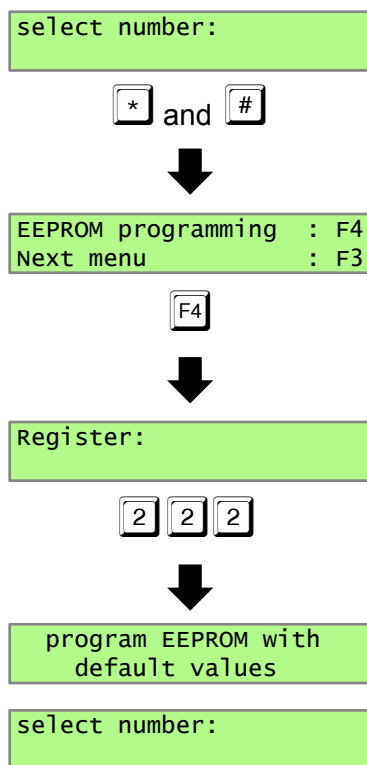 select number:
* and #
EEPROM programming : F4
Next menu : F3
F4
Register:
2 2 2
program EEPROM with
default values
select number: